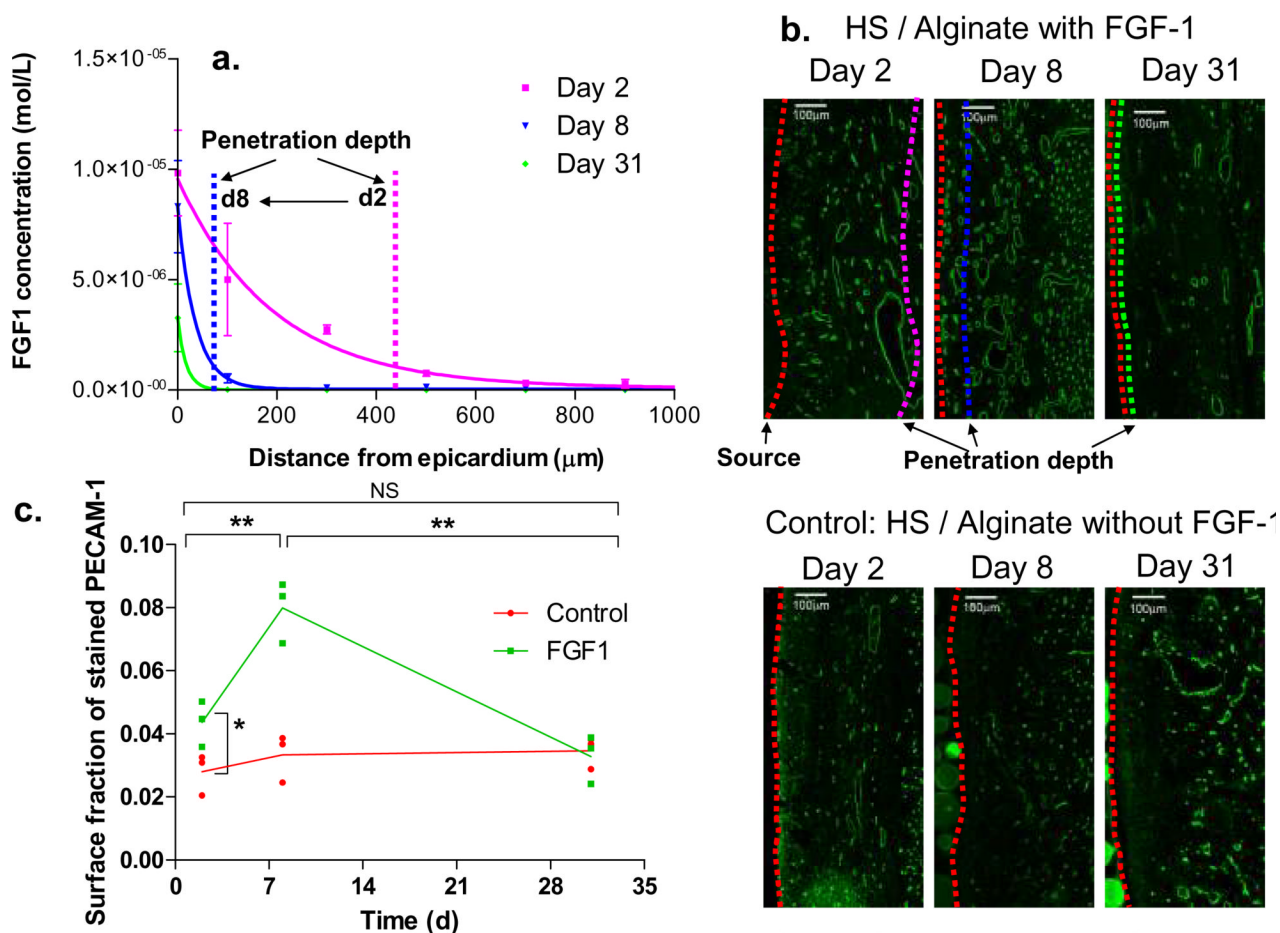 a.
FGF1 concentration (mol/L)
1.5×10⁻⁰⁵
1.0×10⁻⁰⁵
5.0×10⁻⁰⁶
0.0×10⁻⁰⁰
Day 2
Day 8
Day 31
Penetration depth
d8
d2
0
200
400
600
800
1000
Distance from epicardium (μm)
b.
HS / Alginate with FGF-1
Day 2
Day 8
Day 31
100μm
100μm
100μm
Source
Penetration depth
c.
Surface fraction of stained PECAM-1
NS
**
**
0.10
0.08
0.06
0.04
0.02
0.00
Control
FGF1
*
0
7
14
21
28
35
Time (d)
Control: HS / Alginate without FGF-1
Day 2
Day 8
Day 31
100μm
100μm
100μm